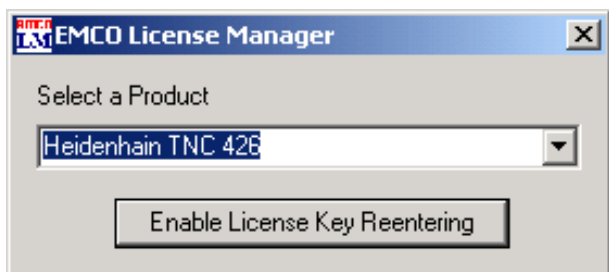 EMCO License Manager
Select a Product
Heidenhain TNC 426
Enable License Key Reentering